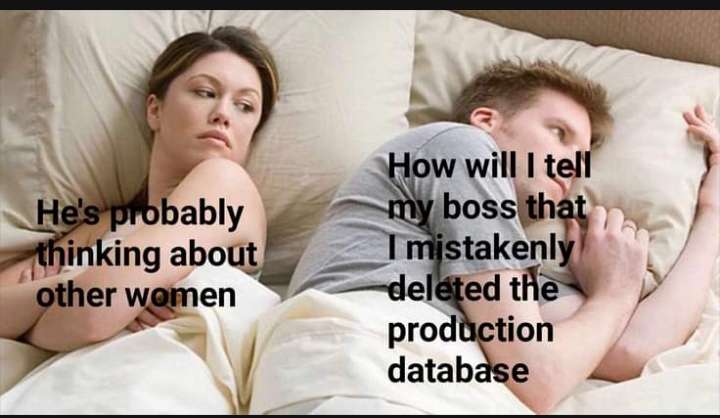 He's probably
thinking about
other women
How will I tell
my boss that
I mistakenly
deleted the
production
database